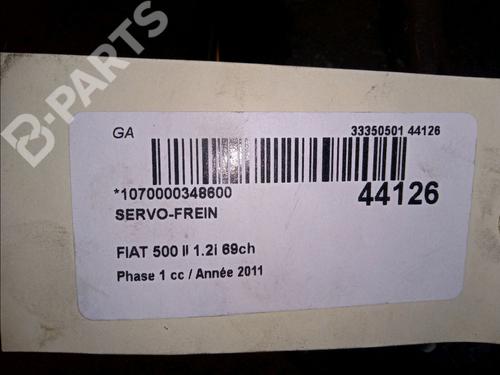 B-PARTS
GA
33350501 44126
*1070000348600
44126
SERVO-FREIN
FIAT 500 II 1.2i 69ch
Phase 1 cc / Année 2011